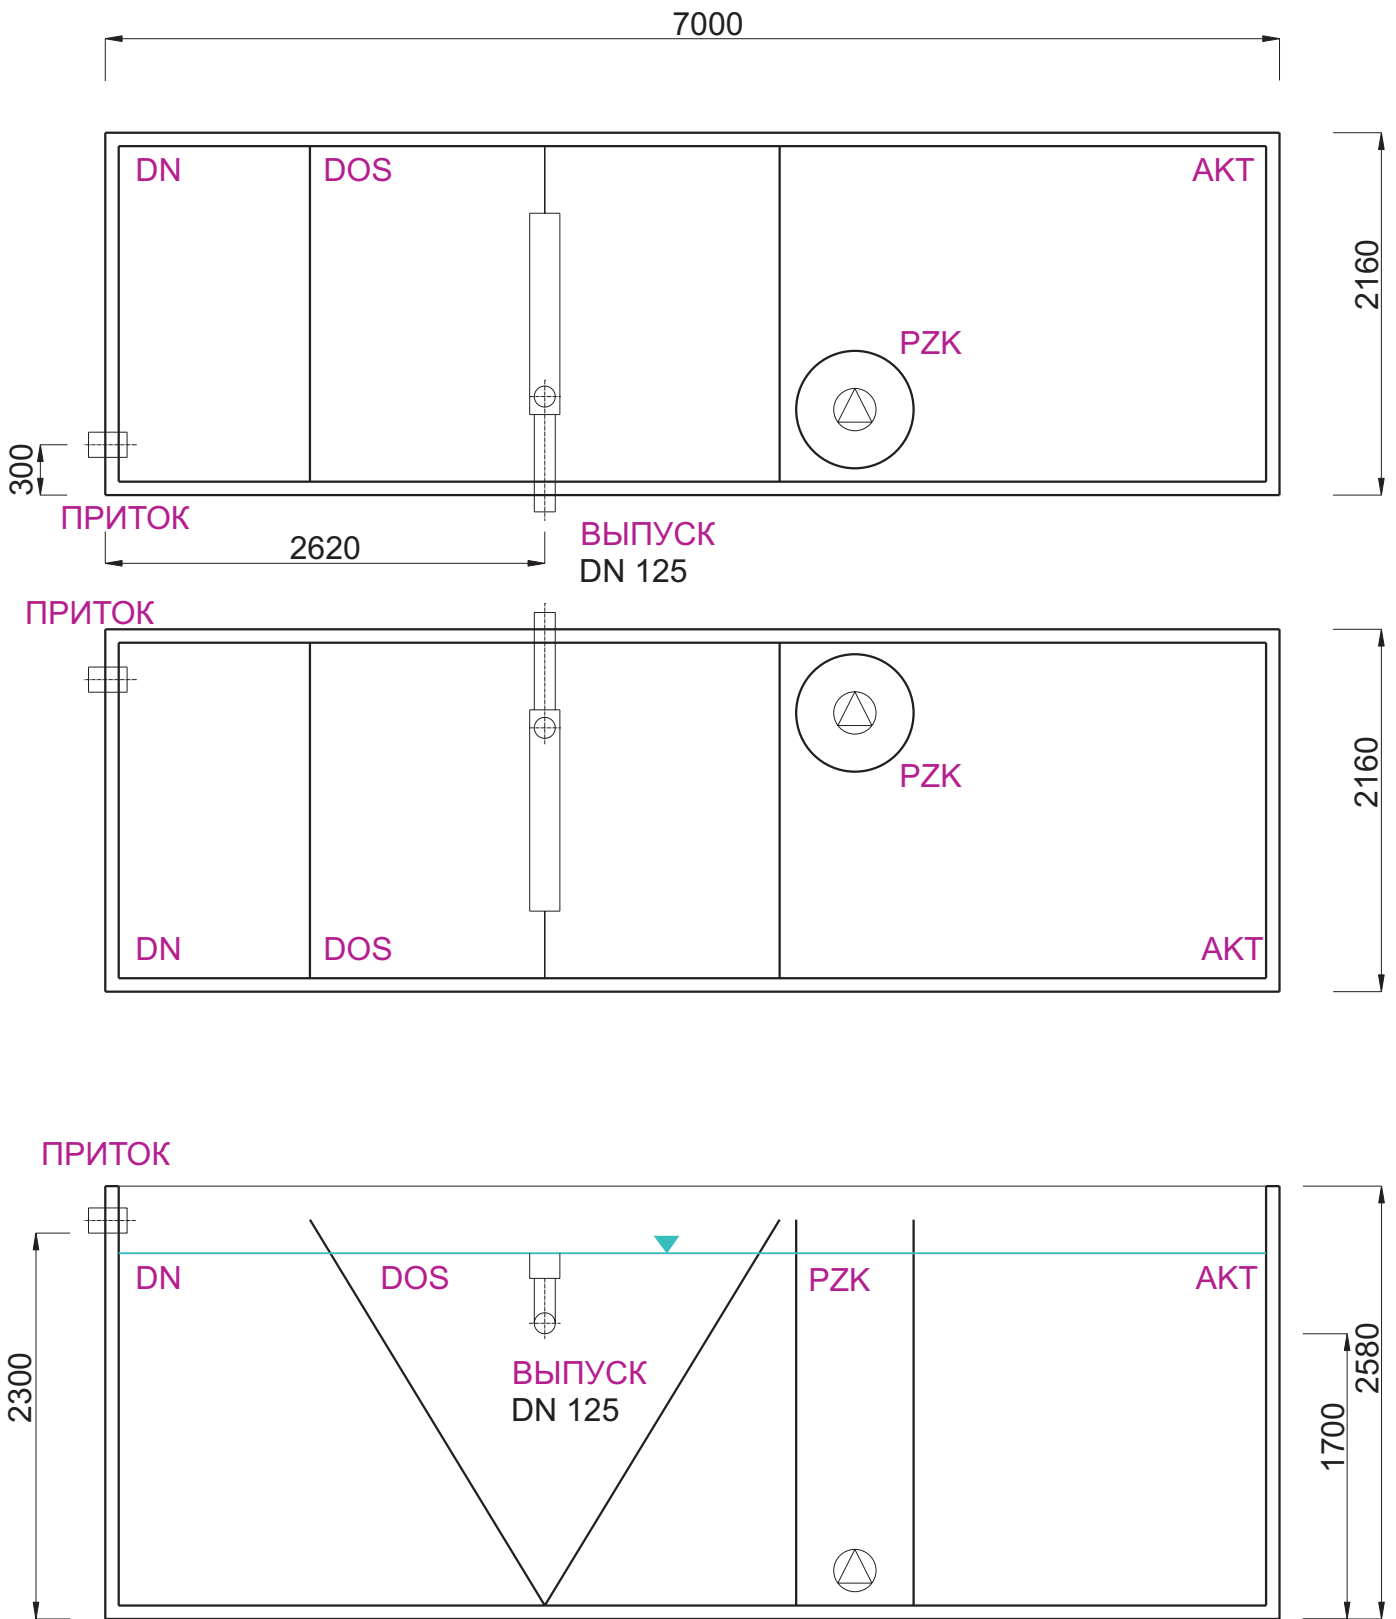 7000
DN
DOS
AKT
2160
PZK
300
ПРИТОК
2620
ВЫПУСК
DN 125
ПРИТОК
PZK
2160
DN
DOS
AKT
ПРИТОК
DN
DOS
PZK
AKT
2300
ВЫПУСК
DN 125
2580
1700